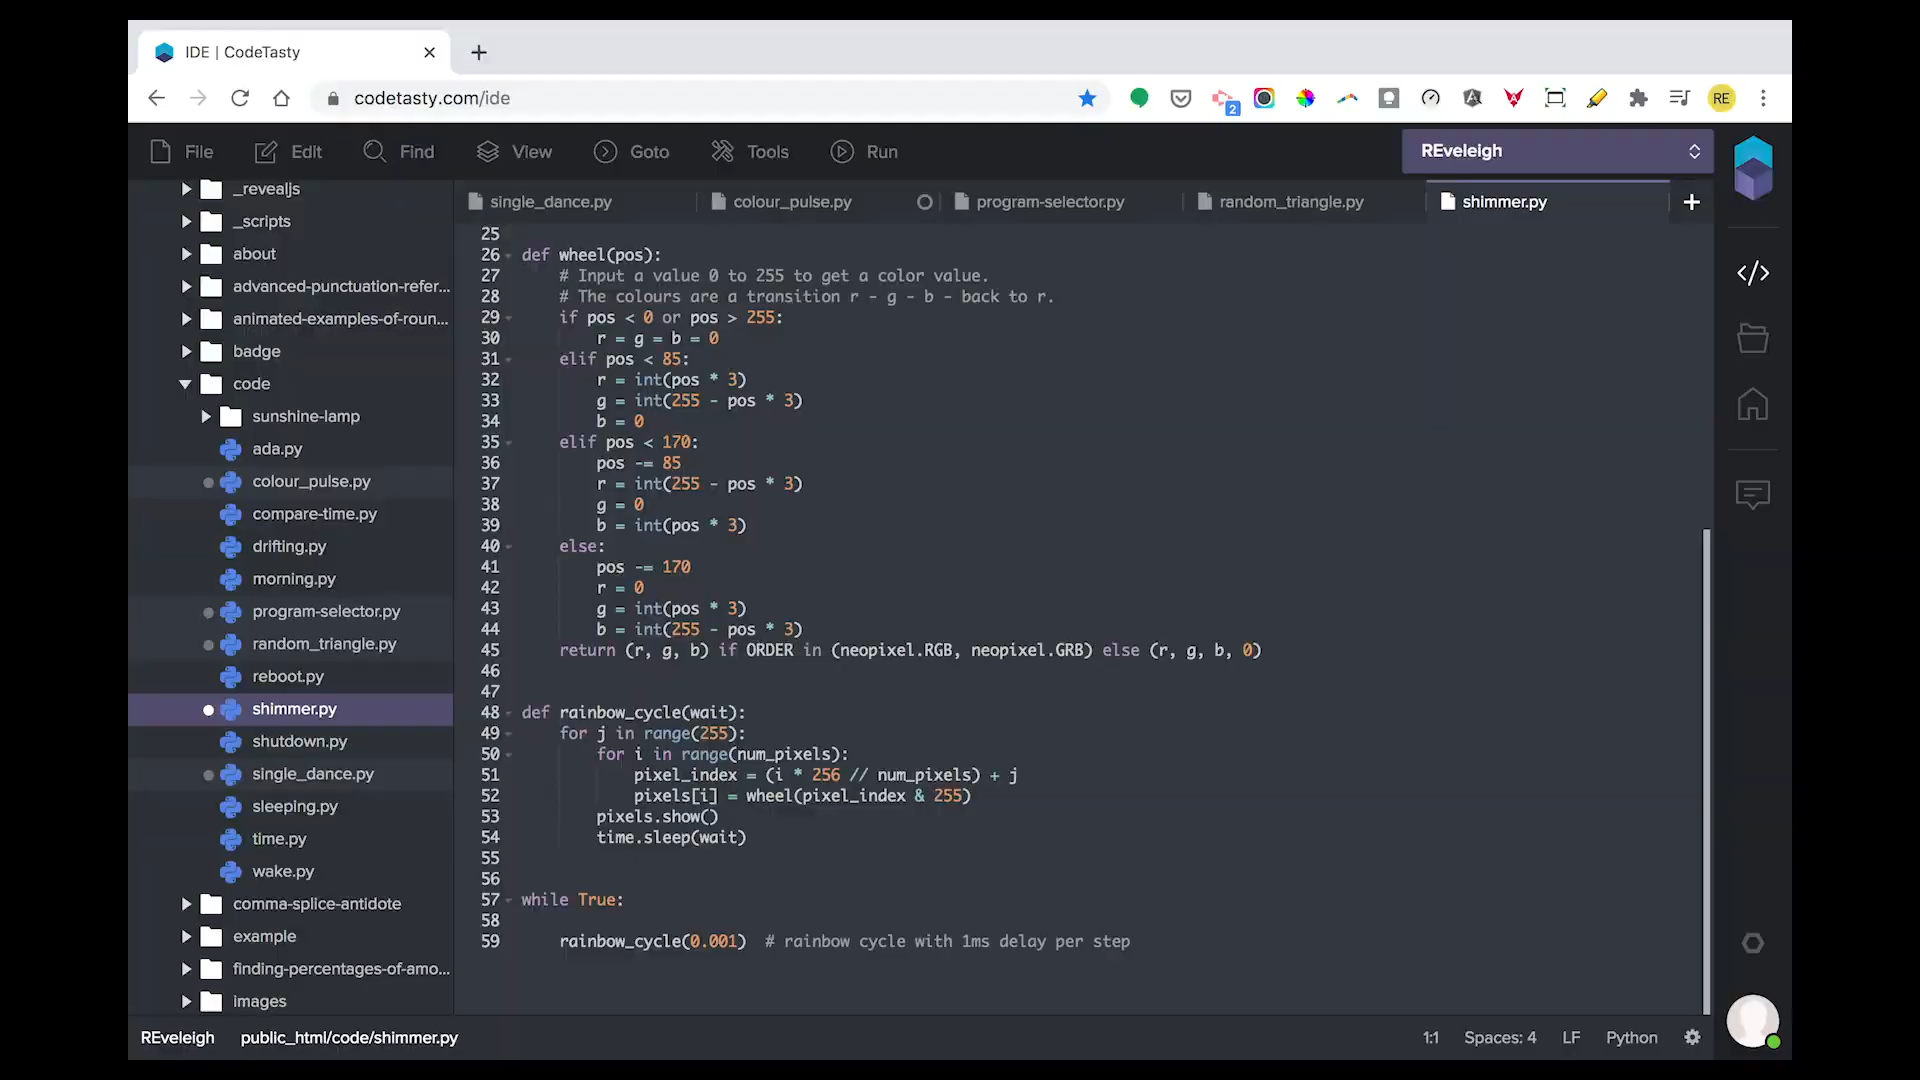 IDE | CodeTasty
codetasty.com/ide
2
RE
File Edit Find View Goto Tools Run
REveleigh
_revealjs
_scripts
about
advanced-punctuation-refer...
animated-examples-of-roun...
badge
code
sunshine-lamp
ada.py
colour_pulse.py
compare-time.py
drifting.py
morning.py
program-selector.py
random_triangle.py
reboot.py
shimmer.py
shutdown.py
single_dance.py
sleeping.py
time.py
wake.py
comma-splice-antidote
example
finding-percentages-of-amo...
images
single_dance.py colour_pulse.py program-selector.py random_triangle.py shimmer.py
25
26 def wheel(pos):
27     # Input a value 0 to 255 to get a color value.
28     # The colours are a transition r - g - b - back to r.
29     if pos < 0 or pos > 255:
30         r = g = b = 0
31     elif pos < 85:
32         r = int(pos * 3)
33         g = int(255 - pos * 3)
34         b = 0
35     elif pos < 170:
36         pos -= 85
37         r = int(255 - pos * 3)
38         g = 0
39         b = int(pos * 3)
40     else:
41         pos -= 170
42         r = 0
43         g = int(pos * 3)
44         b = int(255 - pos * 3)
45     return (r, g, b) if ORDER in (neopixel.RGB, neopixel.GRB) else (r, g, b, 0)
46
47
48 def rainbow_cycle(wait):
49     for j in range(255):
50         for i in range(num_pixels):
51             pixel_index = (i * 256 // num_pixels) + j
52             pixels[i] = wheel(pixel_index & 255)
53         pixels.show()
54         time.sleep(wait)
55
56
57 while True:
58
59     rainbow_cycle(0.001)  # rainbow cycle with 1ms delay per step
REveleigh public_html/code/shimmer.py 1:1 Spaces: 4 LF Python